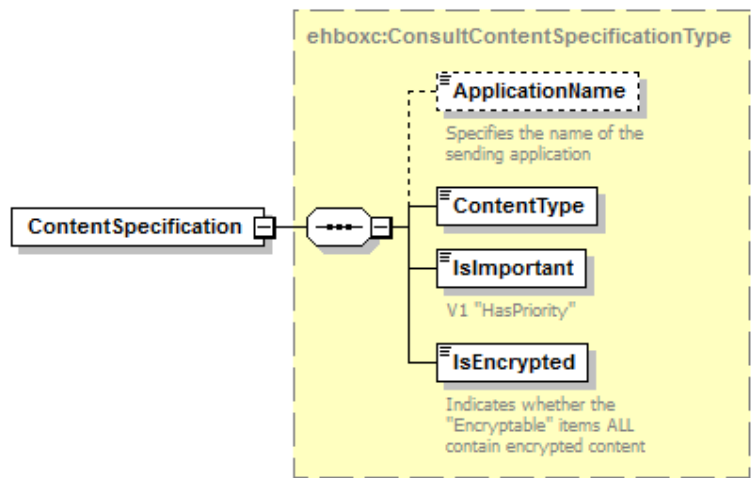 ehboxc:ConsultContentSpecificationType
ApplicationName
Specifies the name of the
sending application
ContentSpecification
ContentType
IsImportant
V1 "HasPriority"
IsEncrypted
Indicates whether the
"Encryptable" items ALL
contain encrypted content